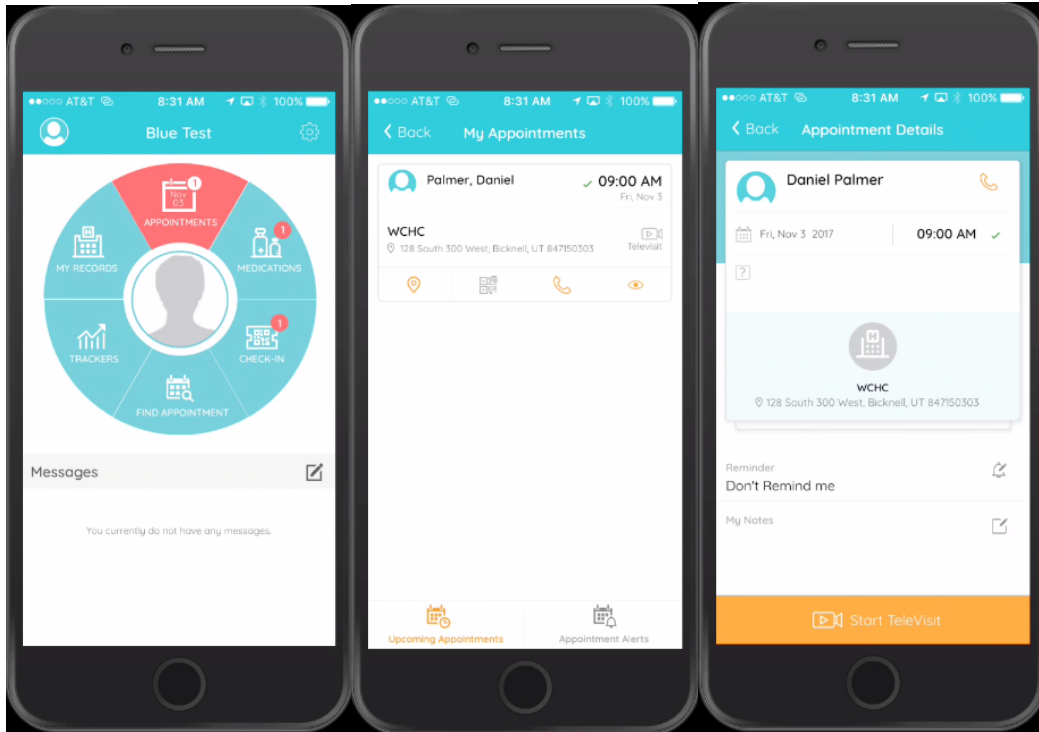 AT&T 8:31 AM 100%
Blue Test
1
Nov
03
APPOINTMENTS
MY RECORDS
1
MEDICATIONS
TRACKERS
1
CHECK-IN
FIND APPOINTMENT
Messages
You currently do not have any messages.
AT&T 8:31 AM 100%
Back My Appointments
Palmer, Daniel 09:00 AM
Fri, Nov 3
WCHC
128 South 300 West, Bicknell, UT 847150303
Televisit
Upcoming Appointments Appointment Alerts
AT&T 8:31 AM 100%
Back Appointment Details
Daniel Palmer
Fri, Nov 3 2017 09:00 AM
?
H
WCHC
128 South 300 West, Bicknell, UT 847150303
Reminder
Don't Remind me
My Notes
Start TeleVisit